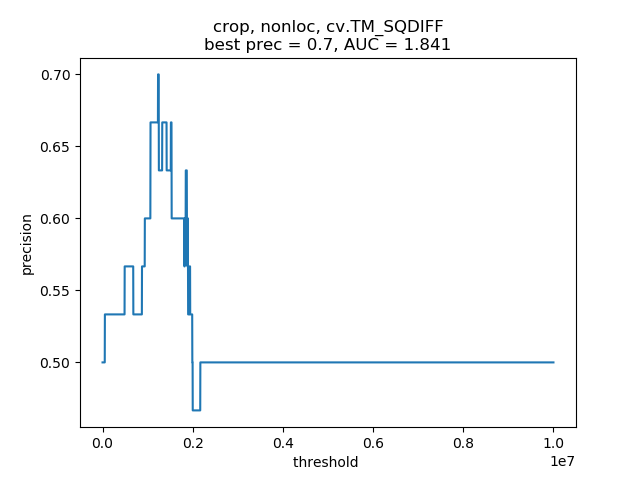 crop, nonloc, cv.TM_SQDIFF
best prec = 0.7, AUC = 1.841
0.70
0.65
0.60
0.55
0.50
precision
0.0 0.2 0.4 0.6 0.8 1.0
1e7
threshold